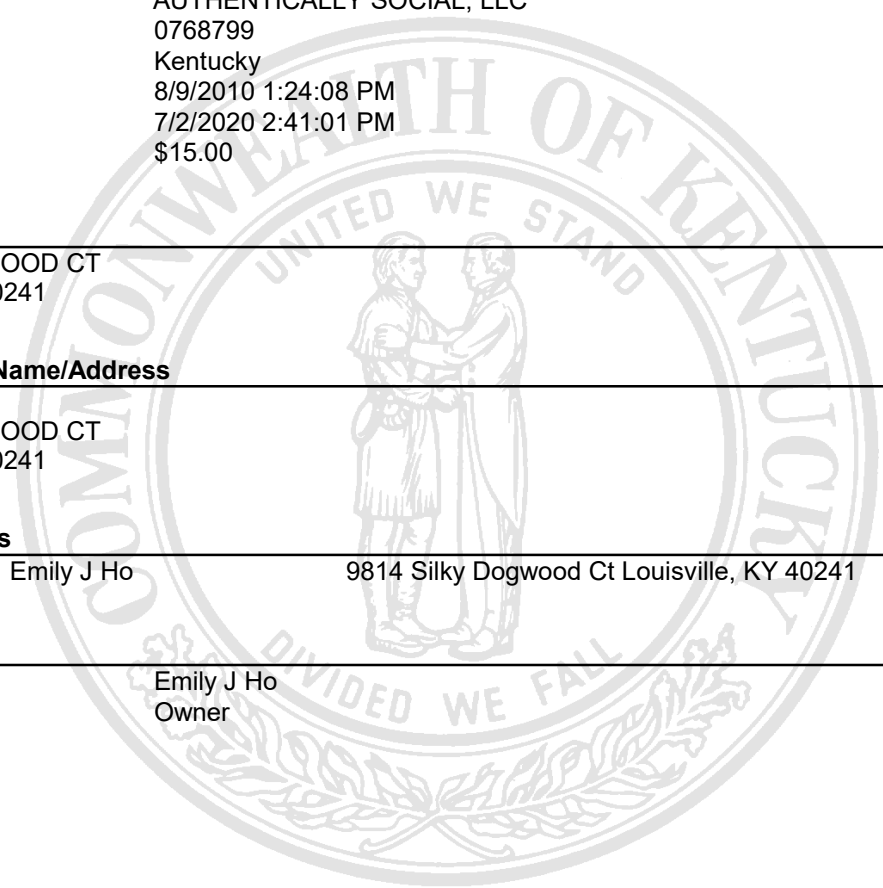 AUTHENTICALLY SOCIAL, LLC
0768799
Kentucky
8/9/2010 1:24:08 PM
7/2/2020 2:41:01 PM
$15.00
COMMONWEALTH OF KENTUCKY
UNITED WE STAND
OOD CT
0241
Name/Address
OOD CT
0241
s
Emily J Ho 9814 Silky Dogwood Ct Louisville, KY 40241
Emily J Ho
Owner
DIVIDED WE FALL